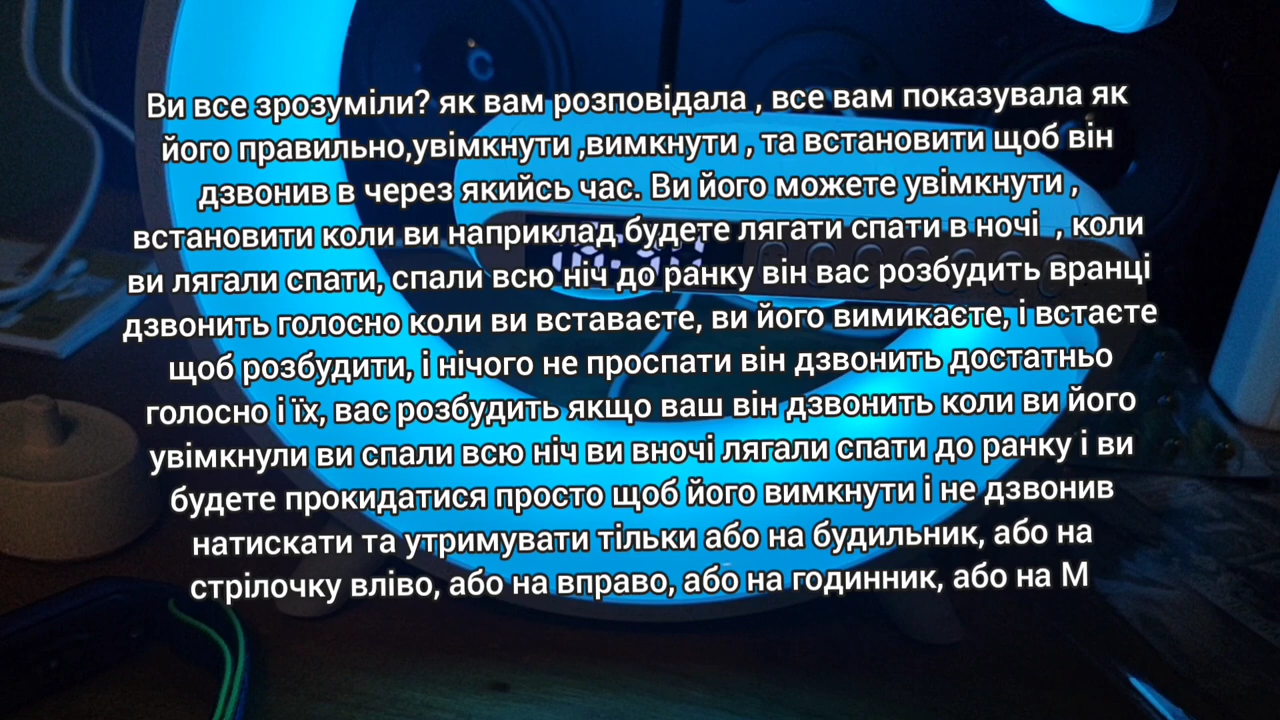 Ви все зрозуміли? як вам розповідала , все вам показувала як
його правильно,увімкнути ,вимкнути , та встановити щоб він
дзвонив в через якийсь час. Ви його можете увімкнути ,
встановити коли ви наприклад будете лягати спати в ночі , коли
ви лягали спати, спали всю ніч до ранку він вас розбудить вранці
дзвонить голосно коли ви вставаєте, ви його вимикаєте, і встаєте
щоб розбудити, і нічого не проспати він дзвонить достатньо
голосно і їх, вас розбудить якщо ваш він дзвонить коли ви його
увімкнули ви спали всю ніч ви вночі лягали спати до ранку і ви
будете прокидатися просто щоб його вимкнути і не дзвонив
натискати та утримувати тільки або на будильник, або на
стрілочку вліво, або на вправо, або на годинник, або на М